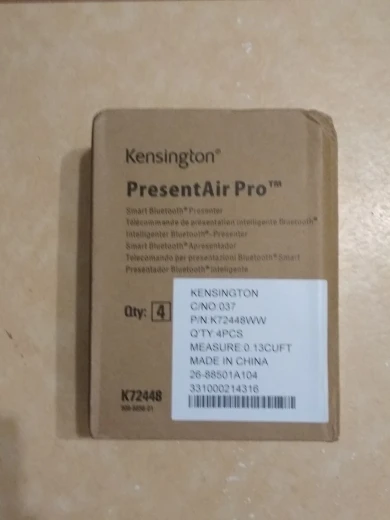 Kensington®
PresentAir Pro™
Smart Bluetooth® Presenter
Télécommande de présentation intelligente Bluetooth®
Intelligenter Bluetooth®-Presenter
Smart Bluetooth® Apresentador
Telecomando per presentazioni Bluetooth® Smart
Presentador Bluetooth® Inteligente
Qty: 4
KENSINGTON
C/NO:037
P/N:K72448WW
Q'TY:4PCS
MEASURE:0.13CUFT
MADE IN CHINA
26-88501A104
331000214316
K72448